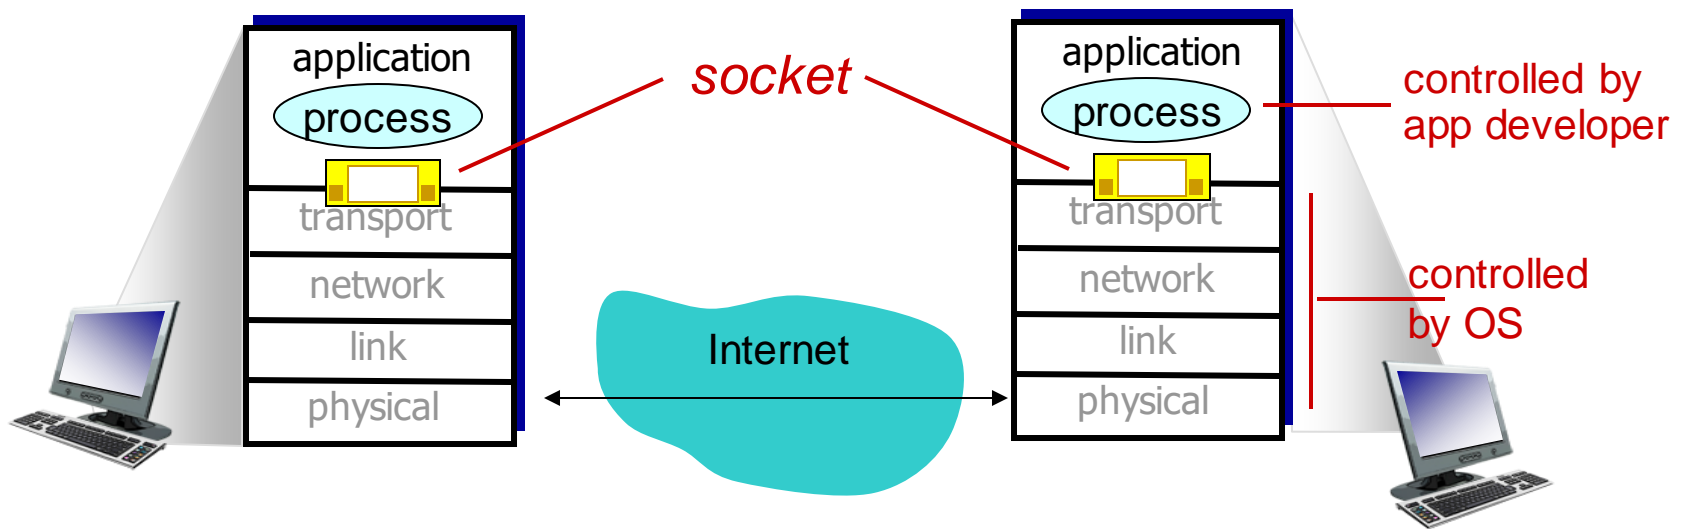 application
process
transport
network
link
physical
socket
Internet
application
process
transport
network
link
physical
controlled by
app developer
controlled
by OS